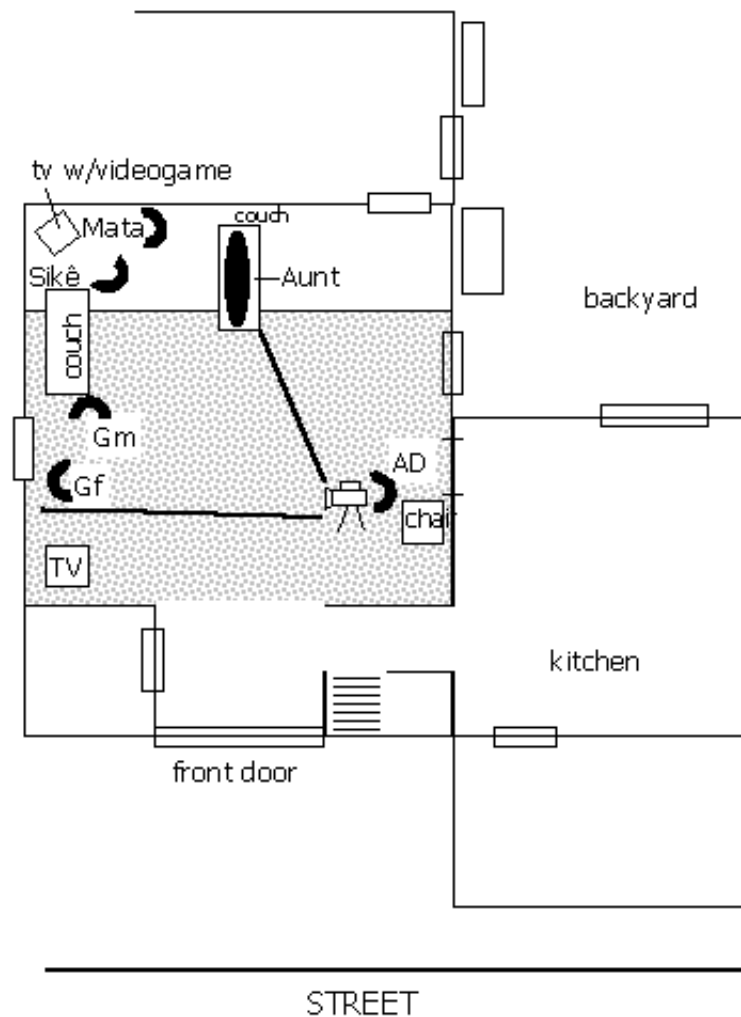 tv w/videogame
couch
Mata
Sikê
Aunt
backyard
couch
Gm
AD
Gf
chair
TV
kitchen
front door
STREET